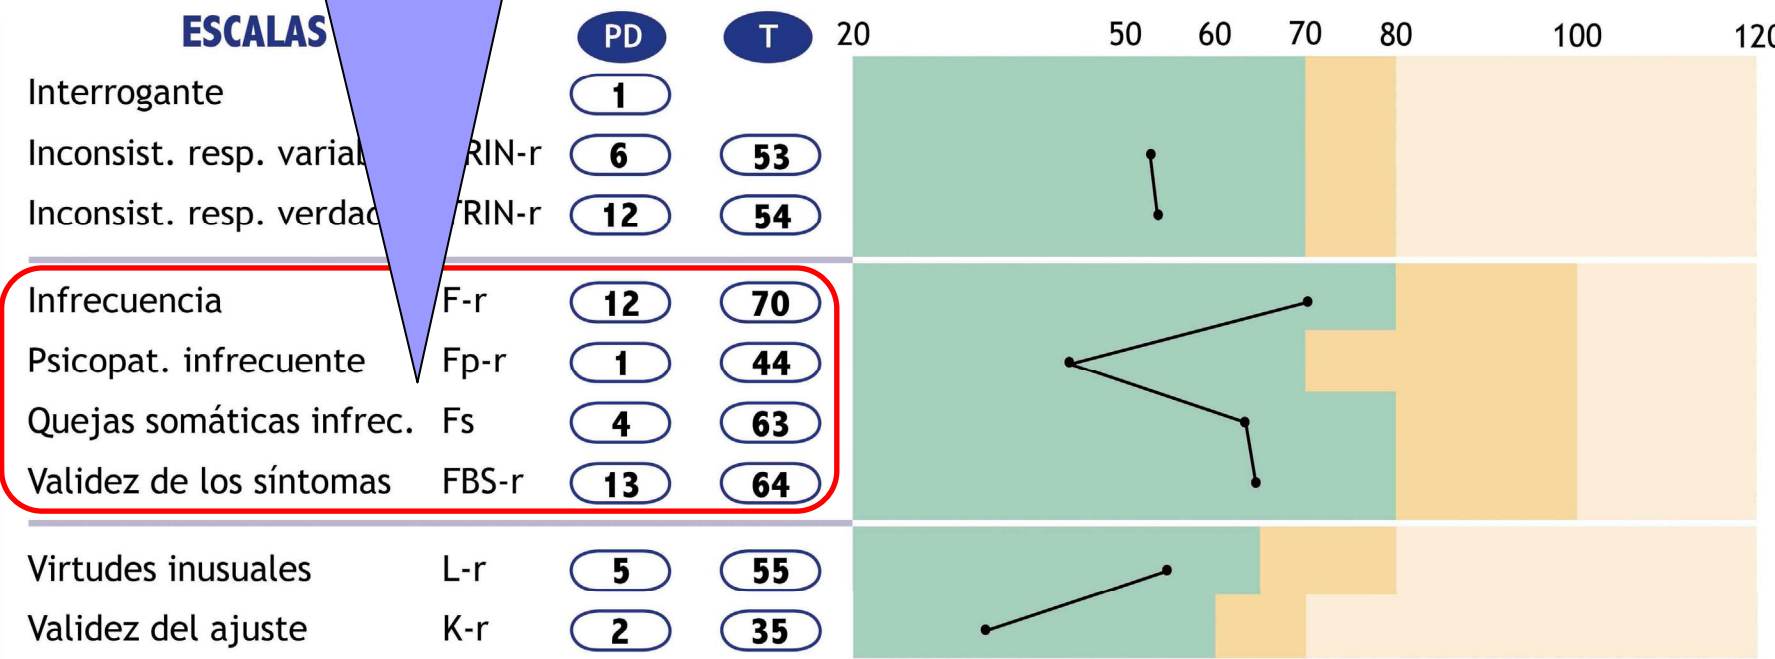 ESCALAS PD T 20 50 60 70 80 100
Interrogante 1
Inconsist. resp. RIN-r 6 53
Inconsist. resp. TRIN-r 12 54
Infrecuencia F-r 12 70
Psicopat. infrecuente Fp-r 1 44
Quejas somáticas infrec. Fs 4 63
Validez de los síntomas FBS-r 13 64
Virtudes inusuales L-r 5 55
Validez del ajuste K-r 2 35